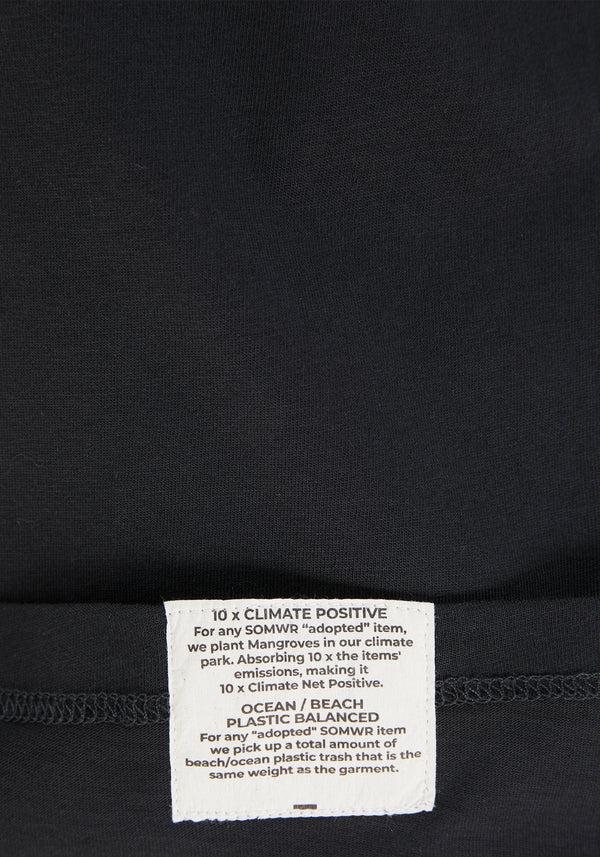 10 x CLIMATE POSITIVE
For any SOMWR “adopted” item,
we plant Mangroves in our climate
park. Absorbing 10 x the items'
emissions, making it
10 x Climate Net Positive.
OCEAN / BEACH
PLASTIC BALANCED
For any "adopted" SOMWR item
we pick up a total amount of
beach/ocean plastic trash that is the
same weight as the garment.